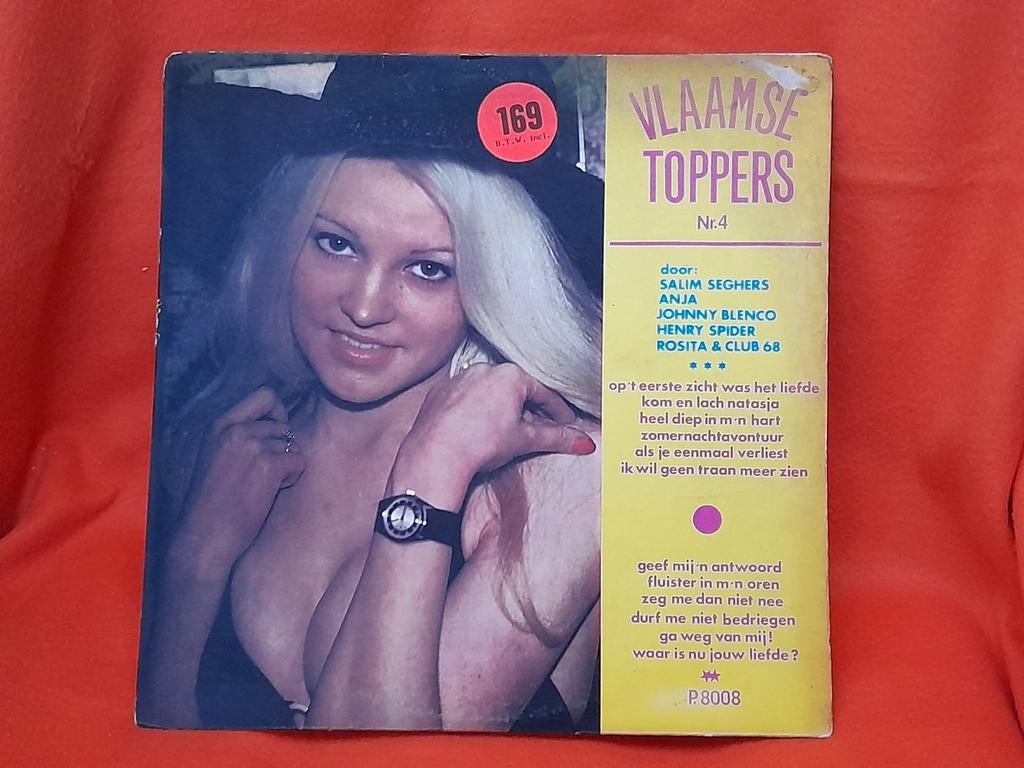 169
B.T.W. incl.
VLAAMSE
TOPPERS
Nr.4
door:
SALIM SEGHERS
ANJA
JOHNNY BLENCO
HENRY SPIDER
ROSITA & CLUB 68
op't eerste zicht was het liefde
kom en lach natasja
heel diep in m'n hart
zomernachtavontuur
als je eenmaal verliest
ik wil geen traan meer zien
geef mij'n antwoord
fluister in m'n oren
zeg me dan niet nee
durf me niet bedriegen
ga weg van mij!
waar is nu jouw liefde?
P.8008